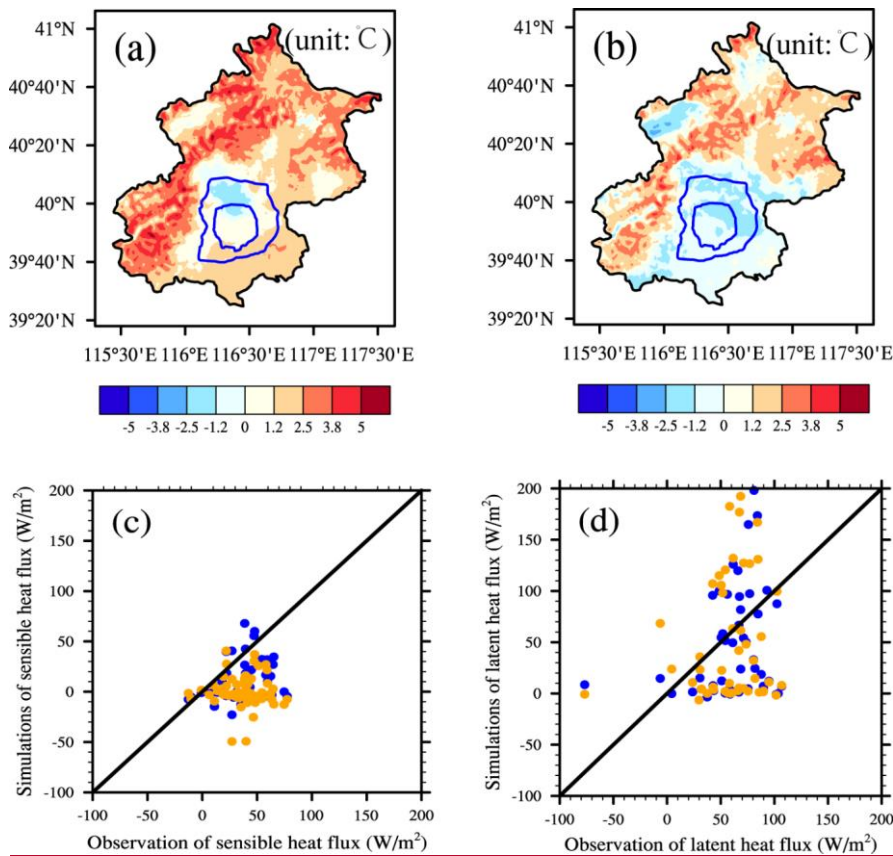 (a)
(unit: ℃)
41°N
40°40'N
40°20'N
40°N
39°40'N
39°20'N
115°30'E 116°E 116°30'E 117°E 117°30'E
-5 -3.8 -2.5 -1.2 0 1.2 2.5 3.8 5
(b)
(unit: ℃)
41°N
40°40'N
40°20'N
40°N
39°40'N
39°20'N
115°30'E 116°E 116°30'E 117°E 117°30'E
-5 -3.8 -2.5 -1.2 0 1.2 2.5 3.8 5
(c)
Simulations of sensible heat flux (W/m²)
200
150
100
50
0
-50
-100
-100 -50 0 50 100 150 200
Observation of sensible heat flux (W/m²)
(d)
Simulations of latent heat flux (W/m²)
200
150
100
50
0
-50
-100
-100 -50 0 50 100 150 200
Observation of latent heat flux (W/m²)